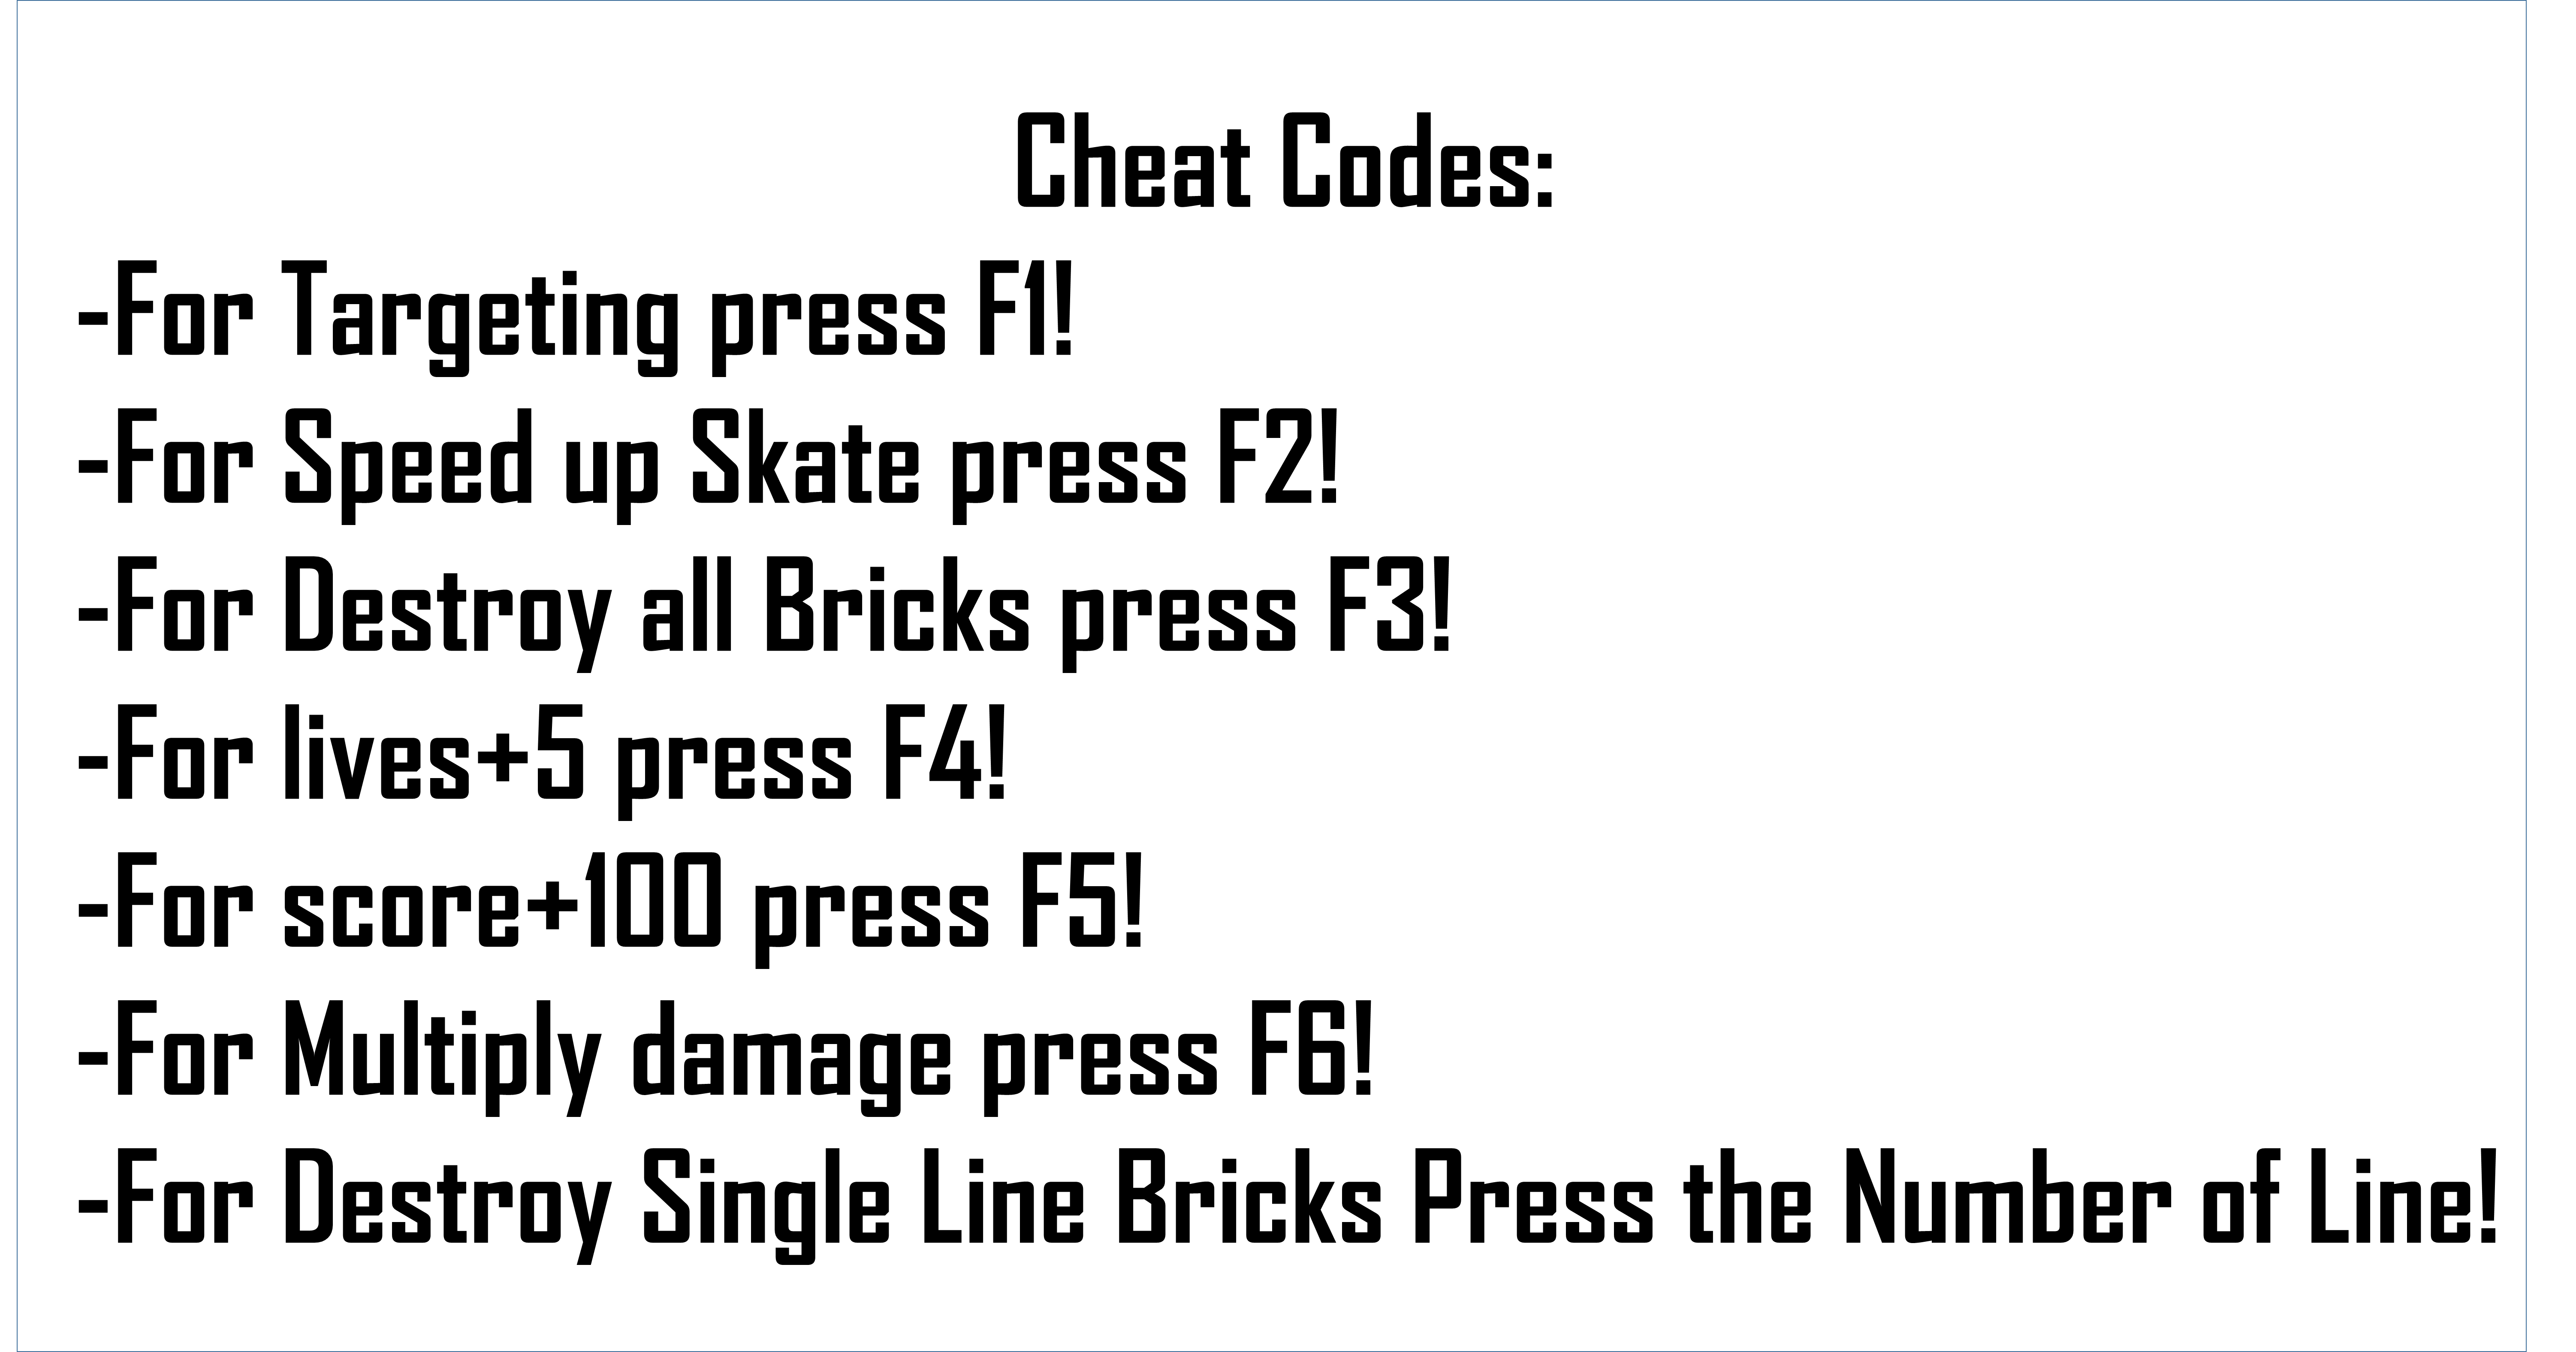 Cheat Codes:
-For Targeting press F1!
-For Speed up Skate press F2!
-For Destroy all Bricks press F3!
-For lives+5 press F4!
-For score+100 press F5!
-For Multiply damage press F6!
-For Destroy Single Line Bricks Press the Number of Line!